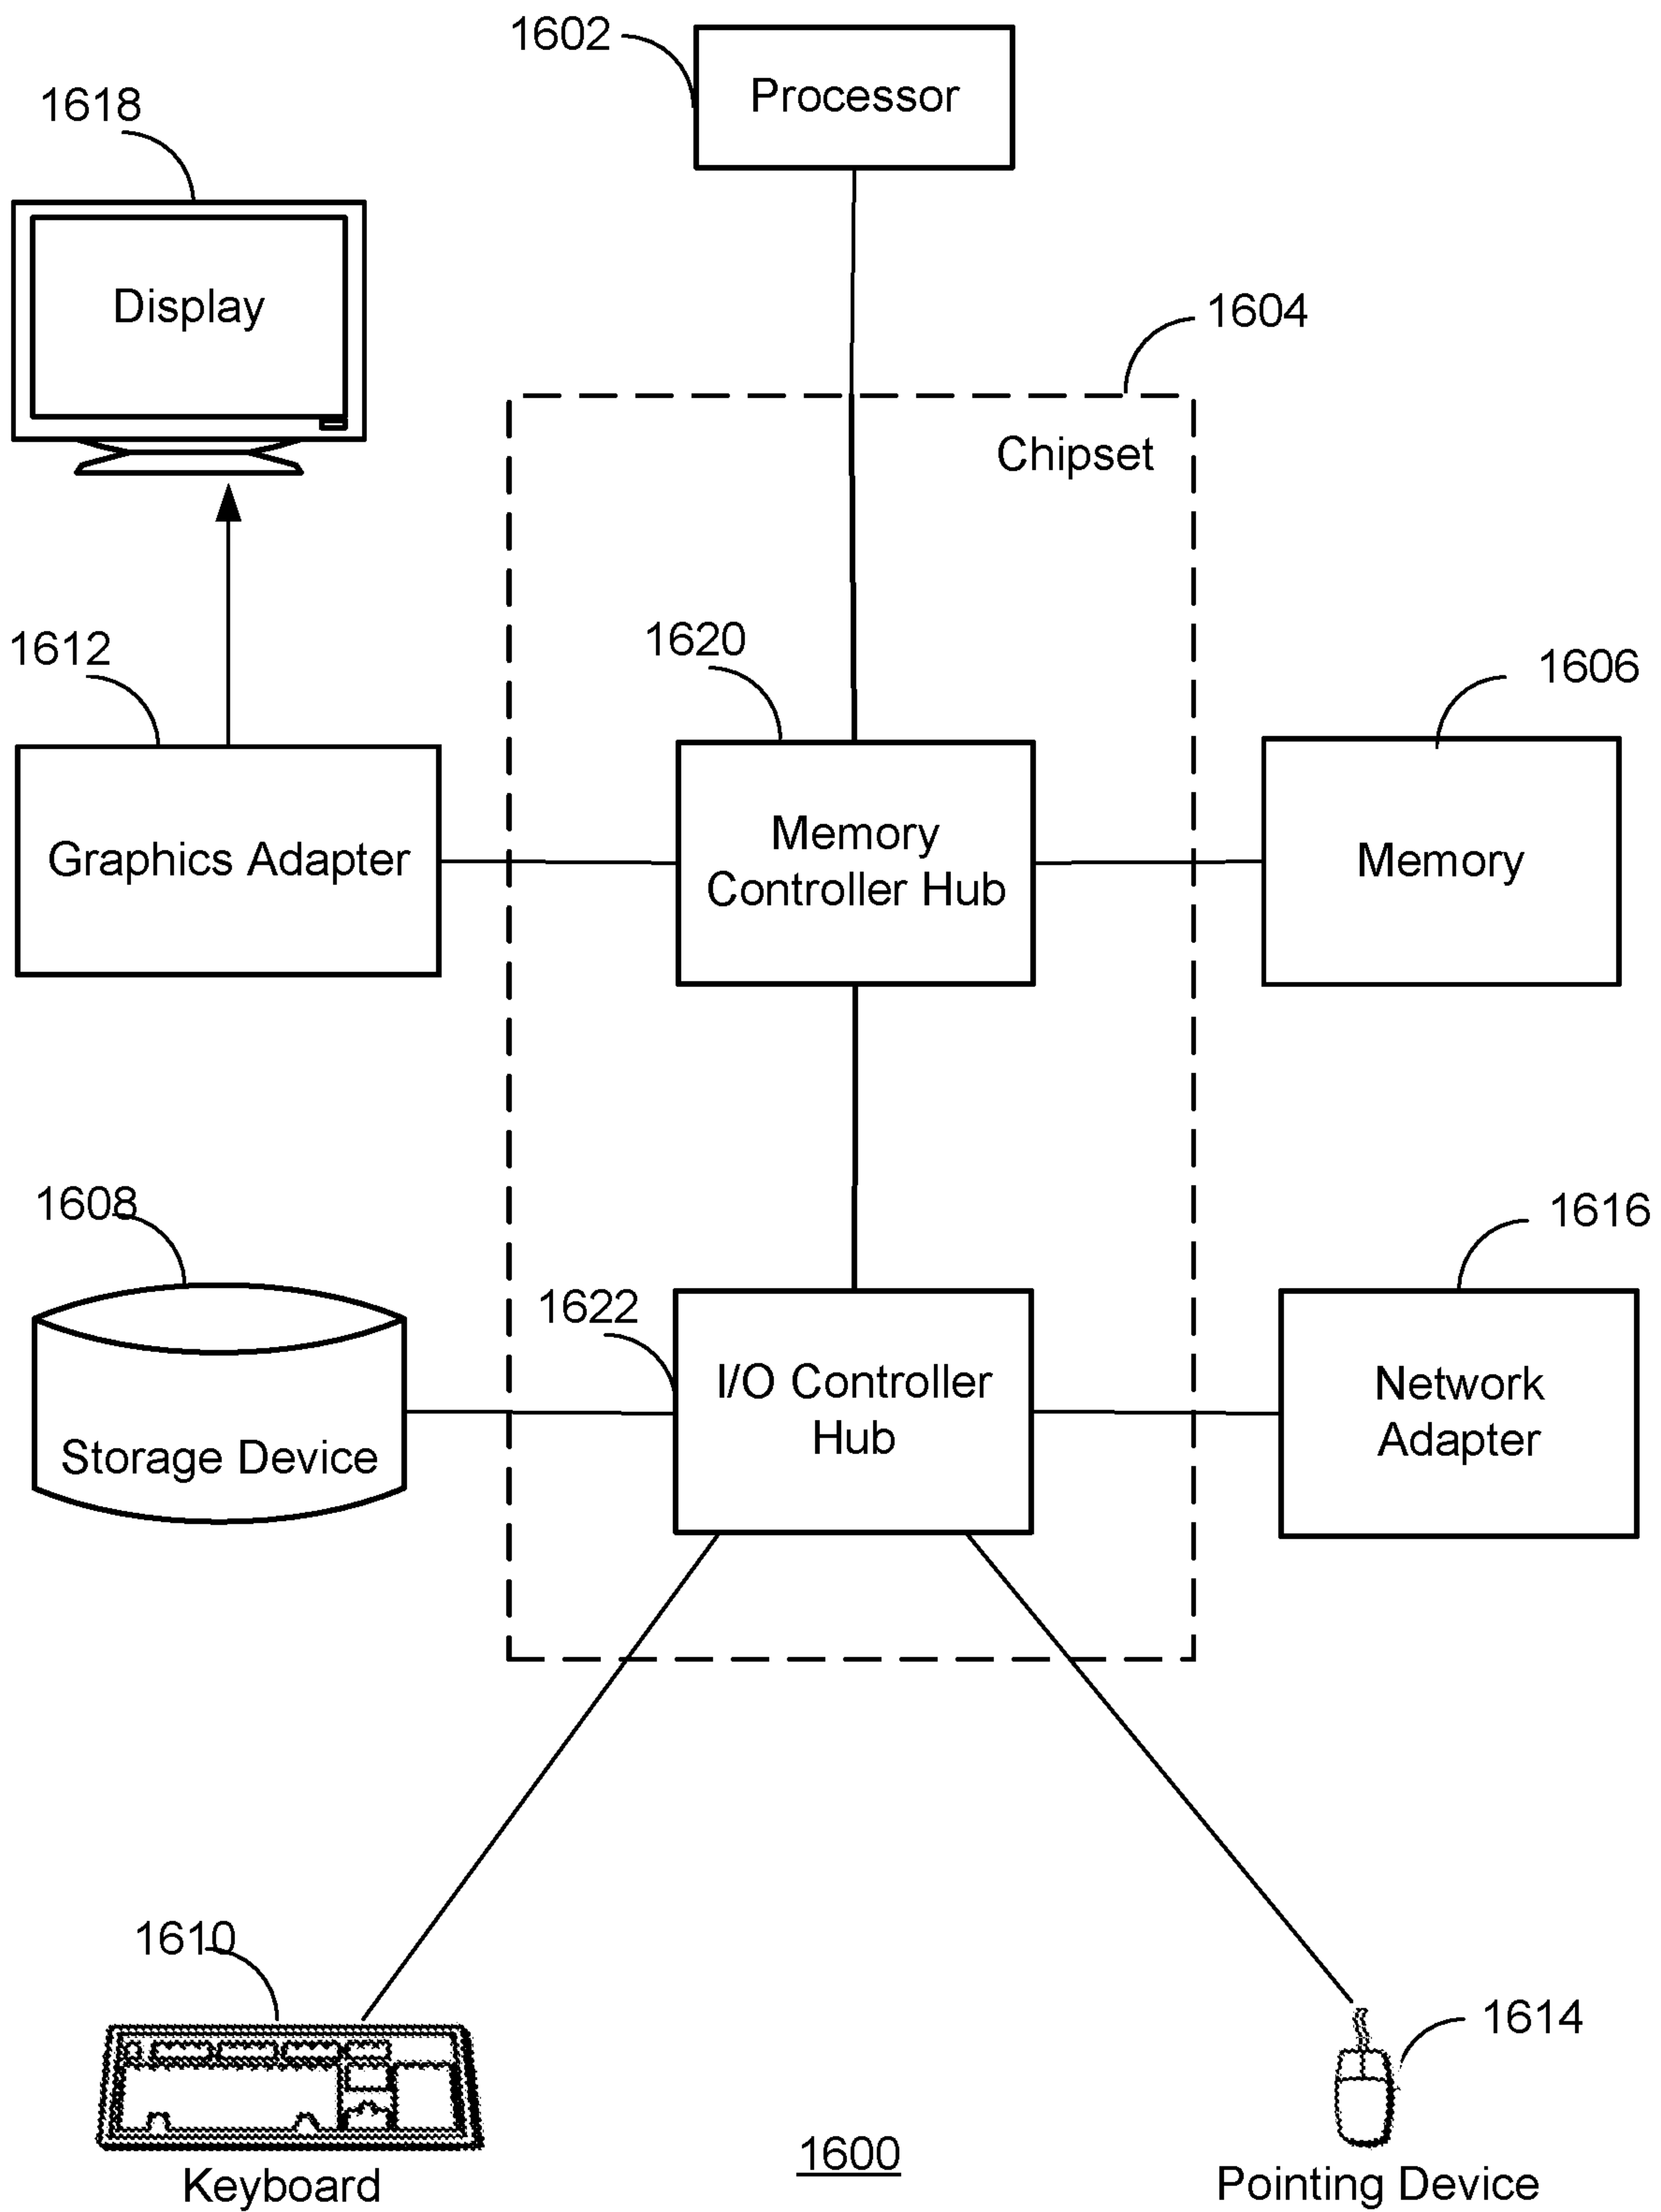 1602
Processor
1618
Display
1604
Chipset
1612
1620
1606
Graphics Adapter
Memory
Controller Hub
Memory
1608
1622
1616
Storage Device
I/O Controller
Hub
Network
Adapter
1610
1614
Keyboard
1600
Pointing Device